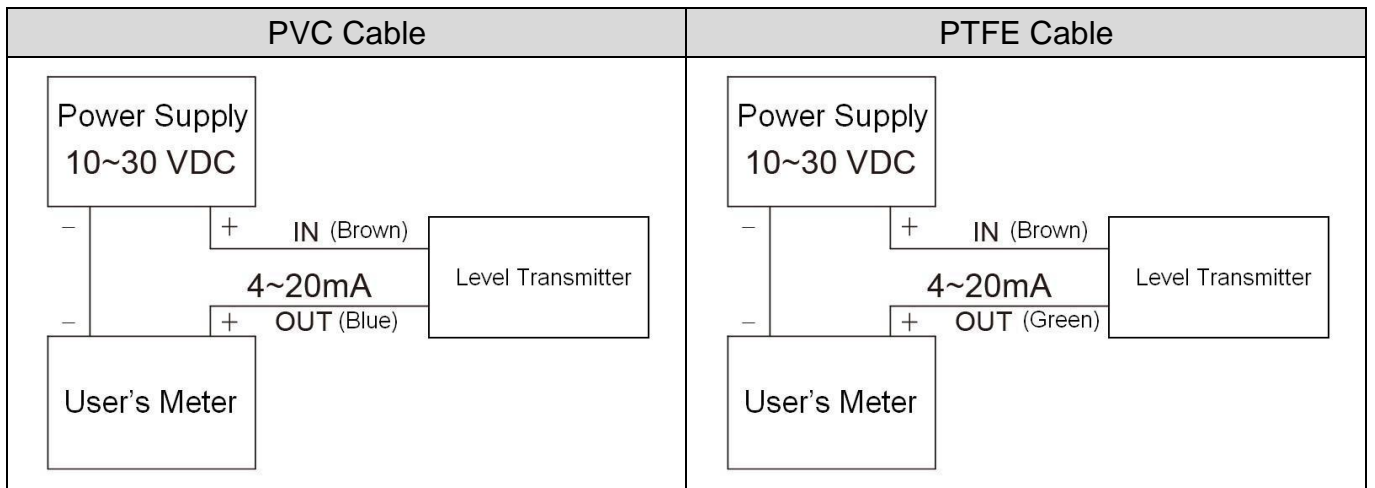 PVC Cable
PTFE Cable
Power Supply
10~30 VDC
– +
IN (Brown)
Level Transmitter
4~20mA
– +
OUT (Blue)
User's Meter
Power Supply
10~30 VDC
– +
IN (Brown)
Level Transmitter
4~20mA
– +
OUT (Green)
User's Meter